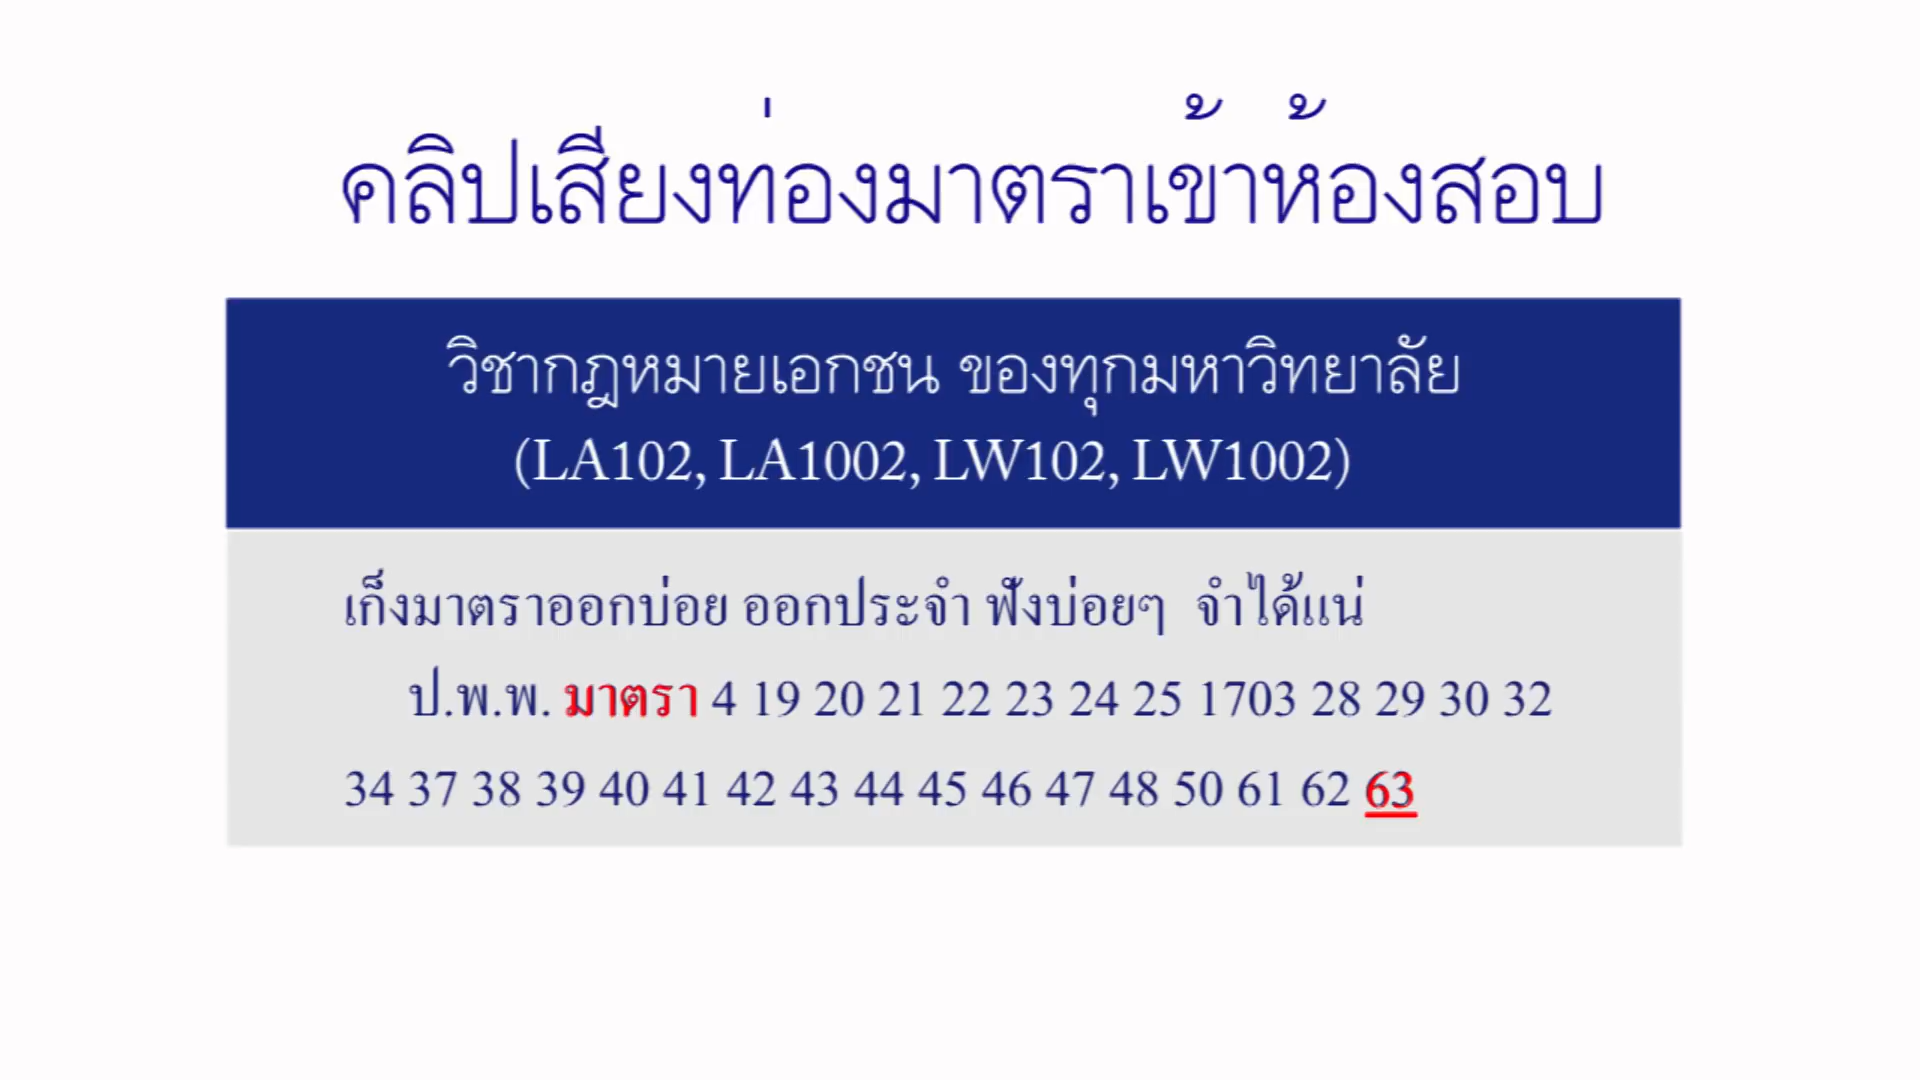 คลิปเสียงท่องมาตราเข้าห้องสอบ
วิชากฎหมายเอกชน ของทุกมหาวิทยาลัย
(LA102, LA1002, LW102, LW1002)
เก็งมาตราออกบ่อย ออกประจำ ฟังบ่อยๆ จำได้แน่
ป.พ.พ. มาตรา 4 19 20 21 22 23 24 25 1703 28 29 30 32
34 37 38 39 40 41 42 43 44 45 46 47 48 50 61 62 63